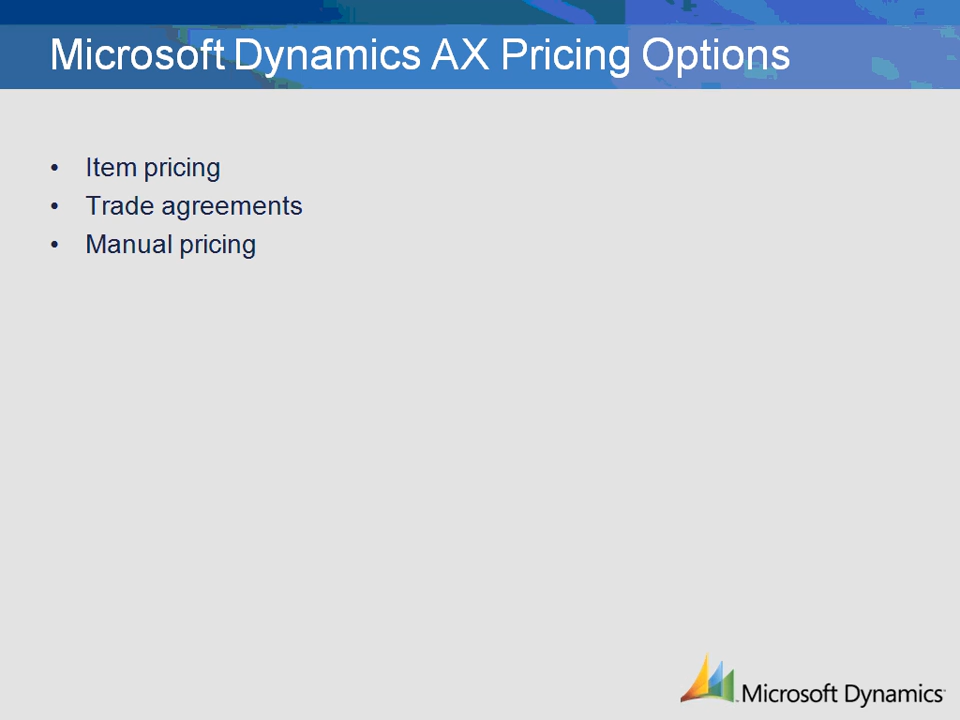 Microsoft Dynamics AX Pricing Options
• Item pricing
• Trade agreements
• Manual pricing
Microsoft Dynamics